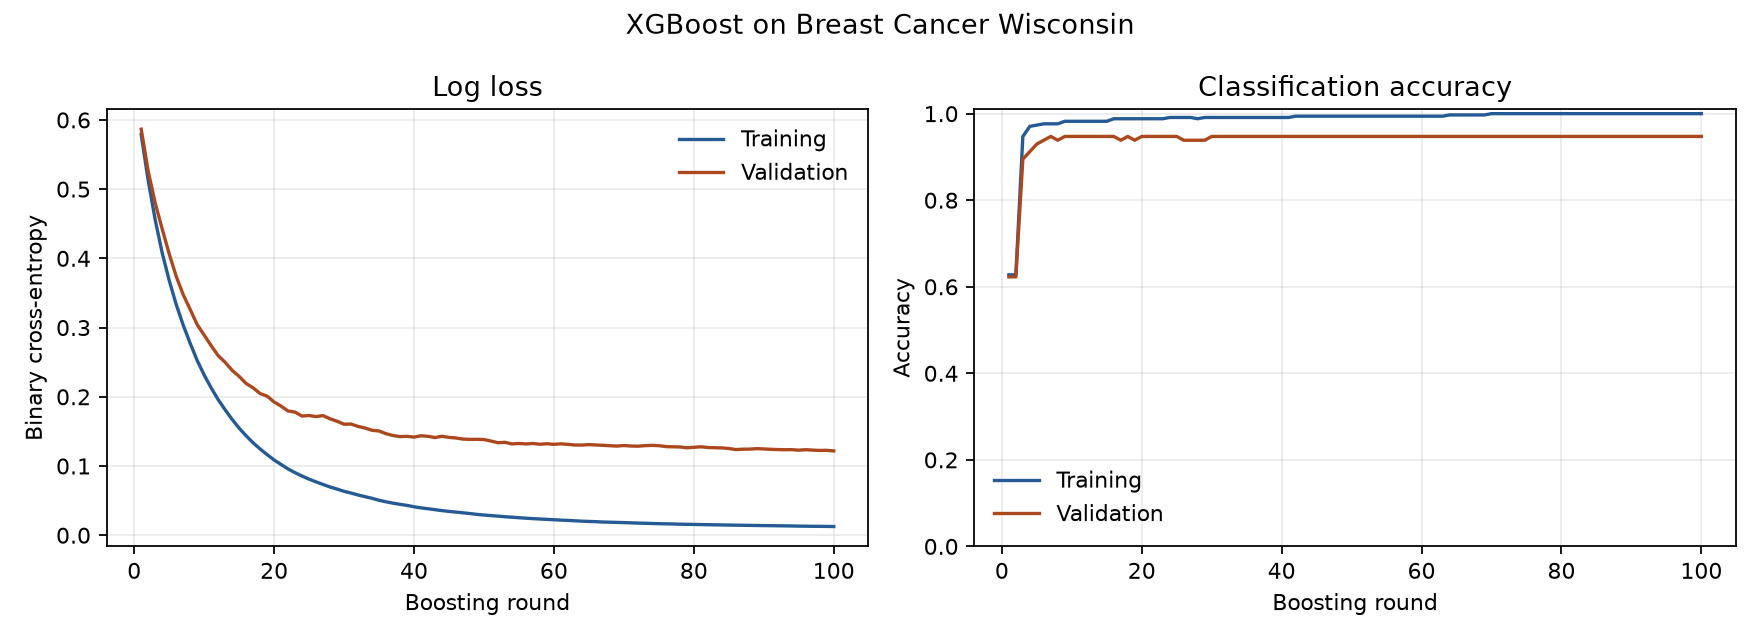 XGBoost on Breast Cancer Wisconsin
Log loss
Binary cross-entropy
0.6
0.5
0.4
0.3
0.2
0.1
0.0
Training
Validation
0 20 40 60 80 100
Boosting round
Classification accuracy
Accuracy
1.0
0.8
0.6
0.4
0.2
0.0
Training
Validation
0 20 40 60 80 100
Boosting round